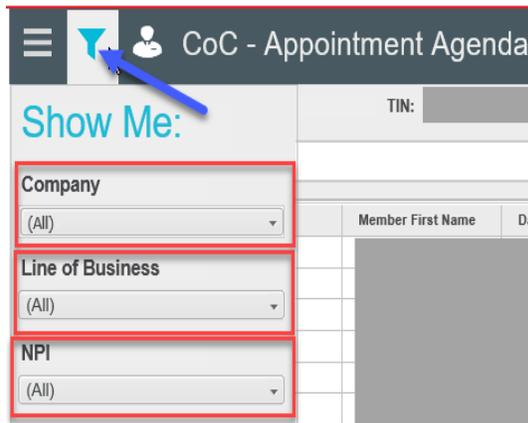 CoC - Appointment Agenda
TIN:
Show Me:
Company
(All)
Member First Name
Line of Business
(All)
NPI
(All)